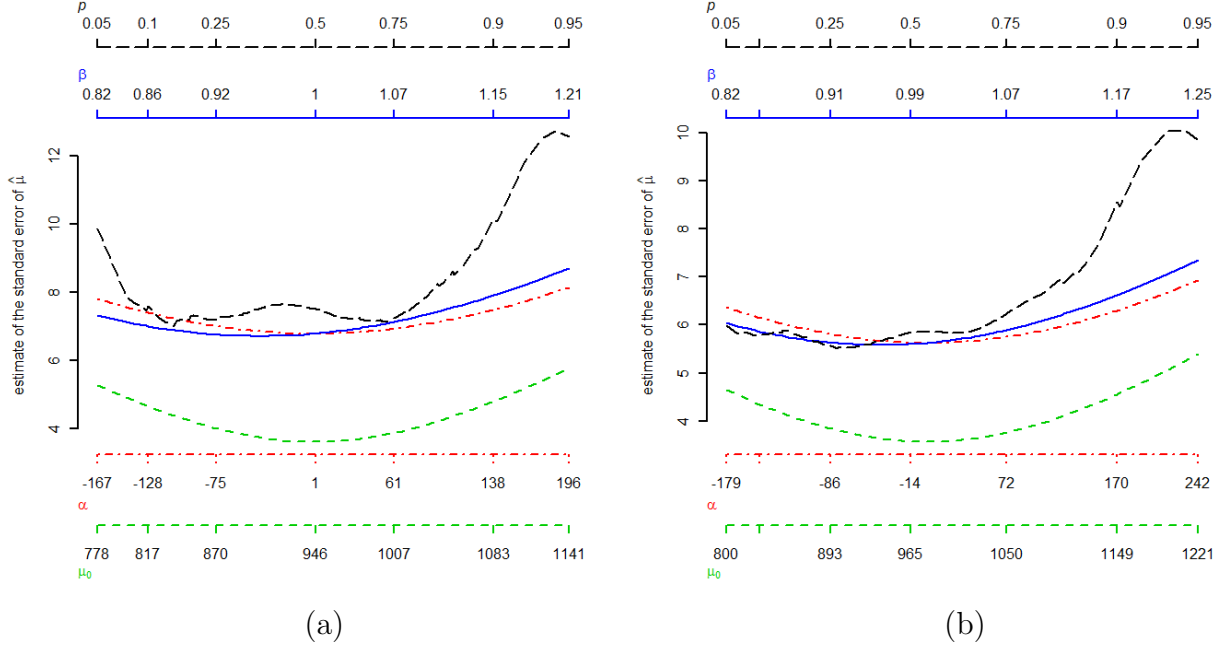 p
0.05 0.1 0.25 0.5 0.75 0.9 0.95
β
0.82 0.86 0.92 1 1.07 1.15 1.21
estimate of the standard error of μ̂
12
10
8
6
4
-167 -128 -75 1 61 138 196
α
778 817 870 946 1007 1083 1141
μ₀
(a)
p
0.05 0.25 0.5 0.75 0.9 0.95
β
0.82 0.91 0.99 1.07 1.17 1.25
estimate of the standard error of μ̂
10
9
8
7
6
5
4
-179 -86 -14 72 170 242
α
800 893 965 1050 1149 1221
μ₀
(b)